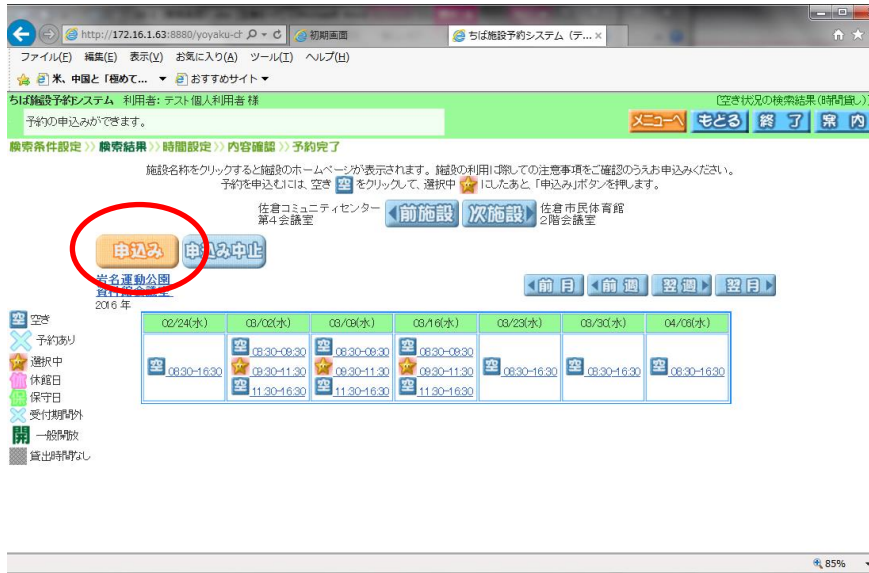 http://172.16.1.63:8880/yoyaku-ch
初期画面
ちば施設予約システム（テ... ×
ファイル(F) 編集(E) 表示(V) お気に入り(A) ツール(T) ヘルプ(H)
米、中国と「極めて... ▼ おすすめサイト ▼
ちば施設予約システム 利用者: テスト個人利用者 様
[空き状況の検索結果(時間貸し)]
予約の申込みができます。
メニューへ もどる 終了 案内
検索条件設定 >> 検索結果 >> 時間設定 >> 内容確認 >> 予約完了
施設名称をクリックすると施設のホームページが表示されます。施設の利用に際しての注意事項をご確認のうえお申込みください。
予約を申込むには、空き 空 をクリックして、選択中 にしたあと、「申込み」ボタンを押します。
佐倉コミュニティセンター
第4会議室
前施設 次施設
佐倉市民体育館
2階会議室
申込み 申込み中止
岩名運動公園
2016 年
前 月 前 週 翌 週 翌 月
空 空き
予約あり
選択中
休館日
保守日
受付期間外
開 一般開放
貸出時間なし
02/24(水) 03/02(水) 03/09(水) 03/16(水) 03/23(水) 03/30(水) 04/06(水)
空 08:30-09:30 空 08:30-09:30 空 08:30-09:30
空 08:30-16:30 09:30-11:30 09:30-11:30 09:30-11:30 空 08:30-16:30 空 08:30-16:30 空 08:30-16:30
空 11:30-16:30 空 11:30-16:30 空 11:30-16:30
85%